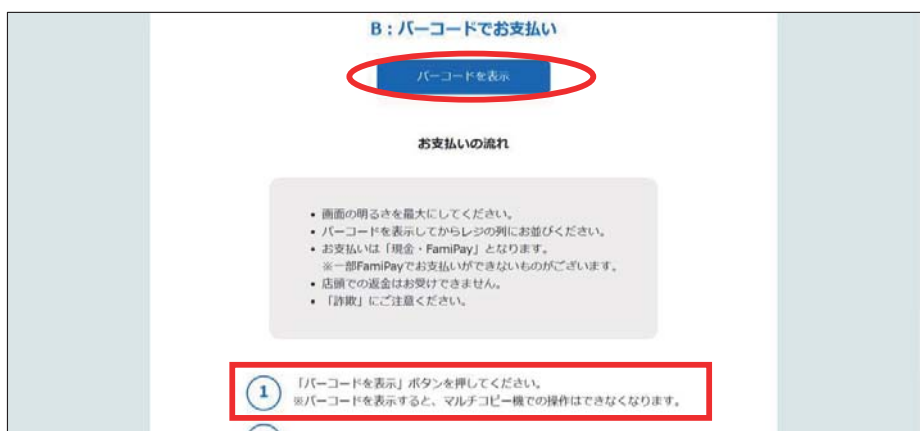 B：バーコードでお支払い
バーコードを表示
お支払いの流れ
• 画面の明るさを最大にしてください。
• バーコードを表示してからレジの列にお並びください。
• お支払いは「現金・FamiPay」となります。
※一部FamiPayでお支払いができないものがございます。
• 店頭での返金はお受けできません。
• 「詐欺」にご注意ください。
1 「バーコードを表示」ボタンを押してください。
※バーコードを表示すると、マルチコピー機での操作はできなくなります。